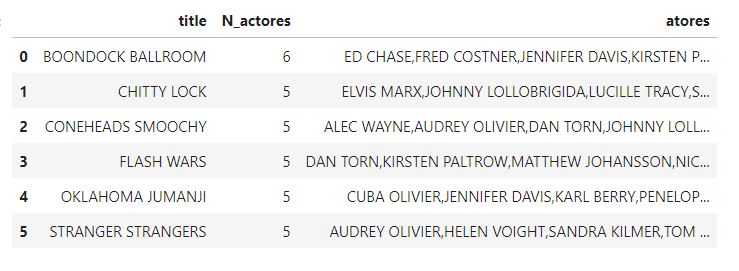 title N_actores atores
0 BOONDOCK BALLROOM 6 ED CHASE,FRED COSTNER,JENNIFER DAVIS,KIRSTEN P...
1 CHITTY LOCK 5 ELVIS MARX,JOHNNY LOLLOBRIGIDA,LUCILLE TRACY,S...
2 CONEHEADS SMOOCHY 5 ALEC WAYNE,AUDREY OLIVIER,DAN TORN,JOHNNY LOLL...
3 FLASH WARS 5 DAN TORN,KIRSTEN PALTROW,MATTHEW JOHANSSON,NIC...
4 OKLAHOMA JUMANJI 5 CUBA OLIVIER,JENNIFER DAVIS,KARL BERRY,PENELOP...
5 STRANGER STRANGERS 5 AUDREY OLIVIER,HELEN VOIGHT,SANDRA KILMER,TOM ...